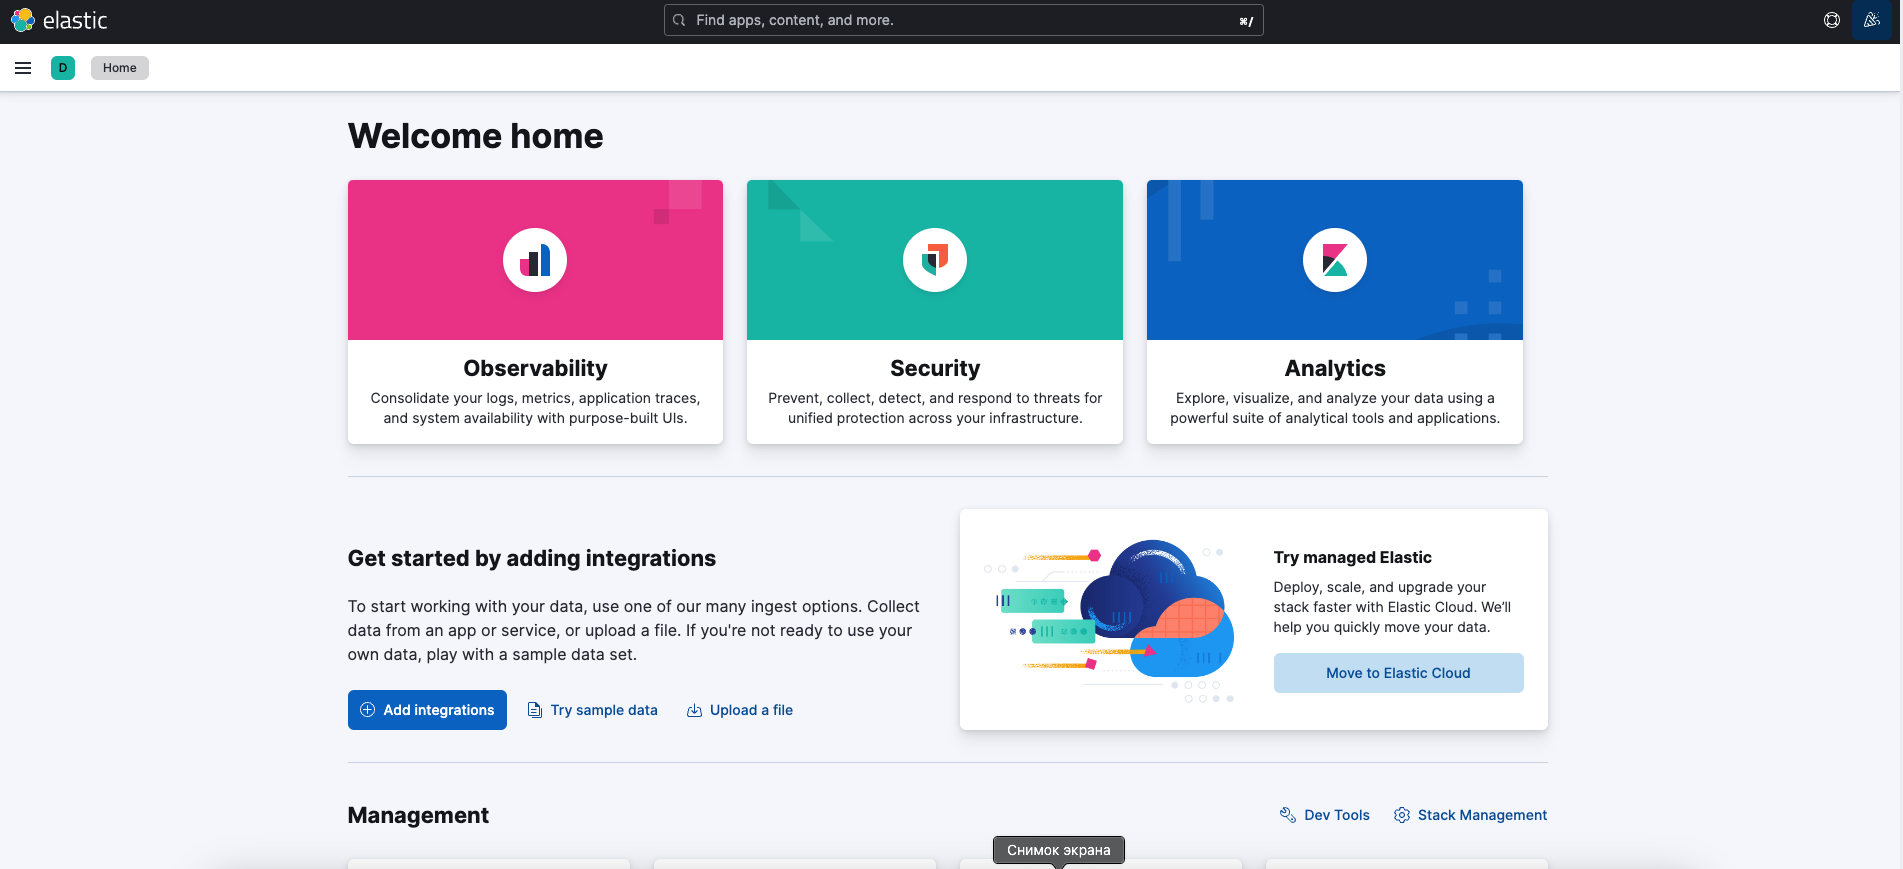 elastic
Find apps, content, and more.
⌘/
D
Home
Welcome home
Observability
Consolidate your logs, metrics, application traces,
and system availability with purpose-built UIs.
Security
Prevent, collect, detect, and respond to threats for
unified protection across your infrastructure.
Analytics
Explore, visualize, and analyze your data using a
powerful suite of analytical tools and applications.
Get started by adding integrations
To start working with your data, use one of our many ingest options. Collect
data from an app or service, or upload a file. If you're not ready to use your
own data, play with a sample data set.
Add integrations
Try sample data
Upload a file
Try managed Elastic
Deploy, scale, and upgrade your
stack faster with Elastic Cloud. We’ll
help you quickly move your data.
Move to Elastic Cloud
Management
Dev Tools
Stack Management
Снимок экрана